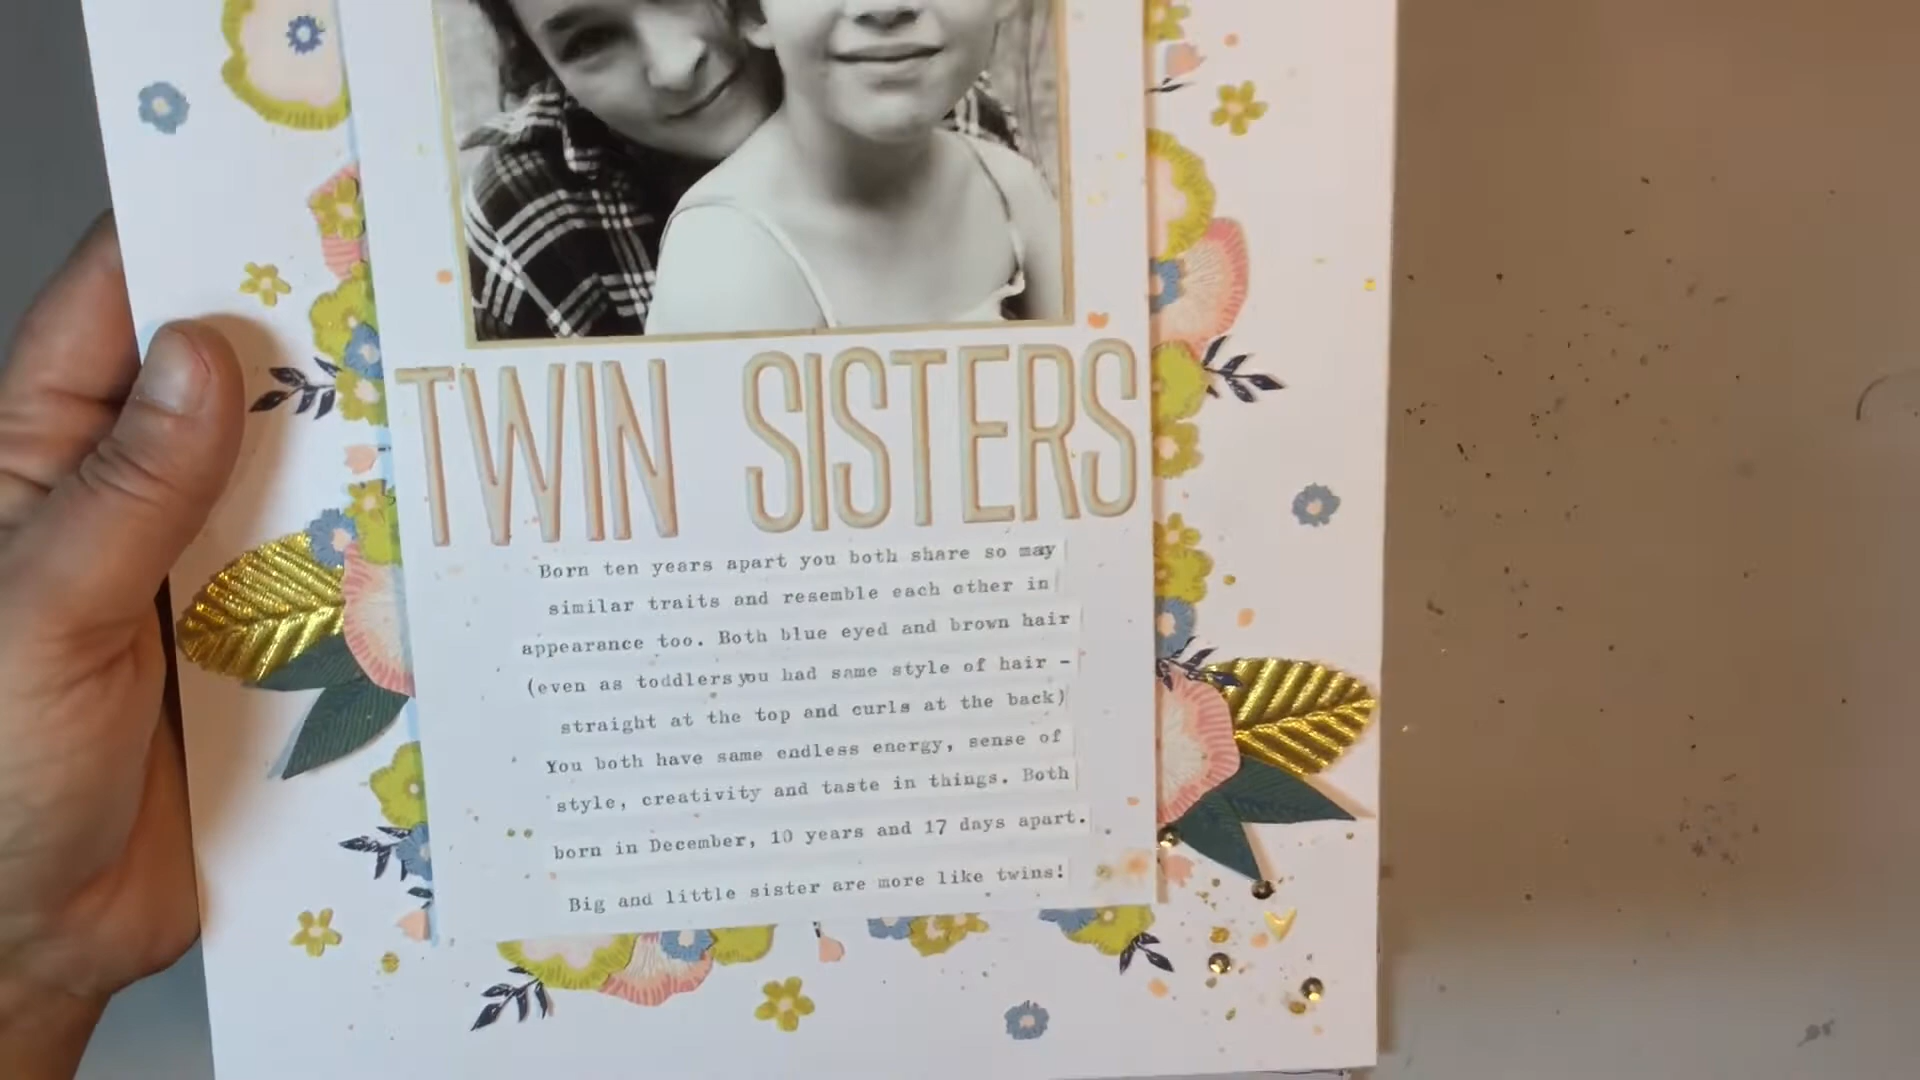 TWIN SISTERS
Born ten years apart you both share so may
similar traits and resemble each other in
appearance too. Both blue eyed and brown hair
(even as toddlers you had same style of hair -
straight at the top and curls at the back)
You both have same endless energy, sense of
style, creativity and taste in things. Both
born in December, 10 years and 17 days apart.
Big and little sister are more like twins!